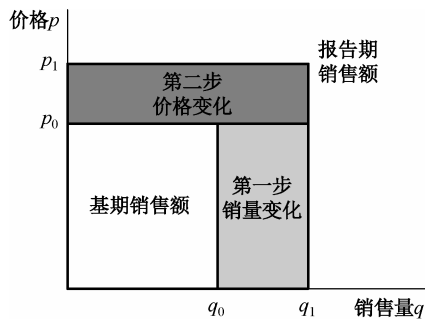 价格p
p₁
报告期
销售额
第二步
价格变化
p₀
第一步
销量变化
基期销售额
q₀
q₁
销售量q